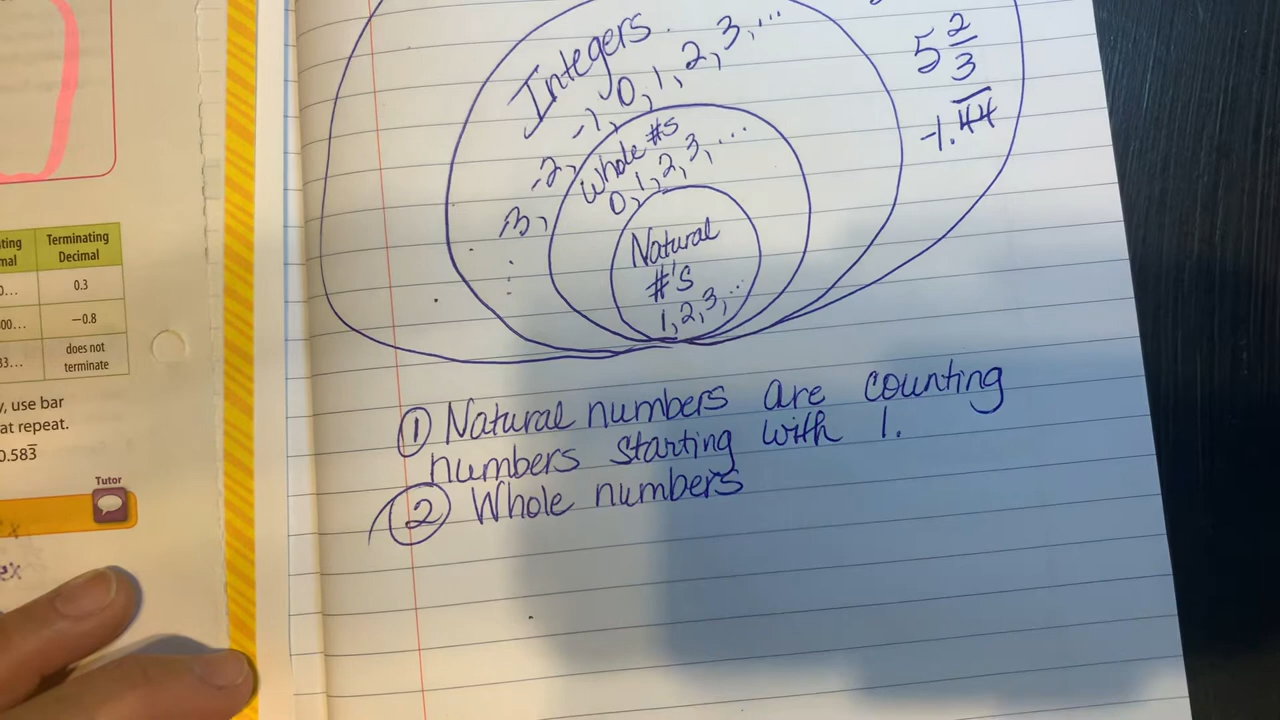 Integers.
-1, 0, 1, 2, 3, ...
-2,
-3,
Whole #s
0, 1, 2, 3, ...
Natural
#'s
1, 2, 3, ...
5 2/3
-1.4̅4̅
① Natural numbers are counting
numbers starting with 1.
② Whole numbers
Terminating
Decimal
0.3
−0.8
does not
terminate
, use bar
at repeat.
0.583̅
Tutor